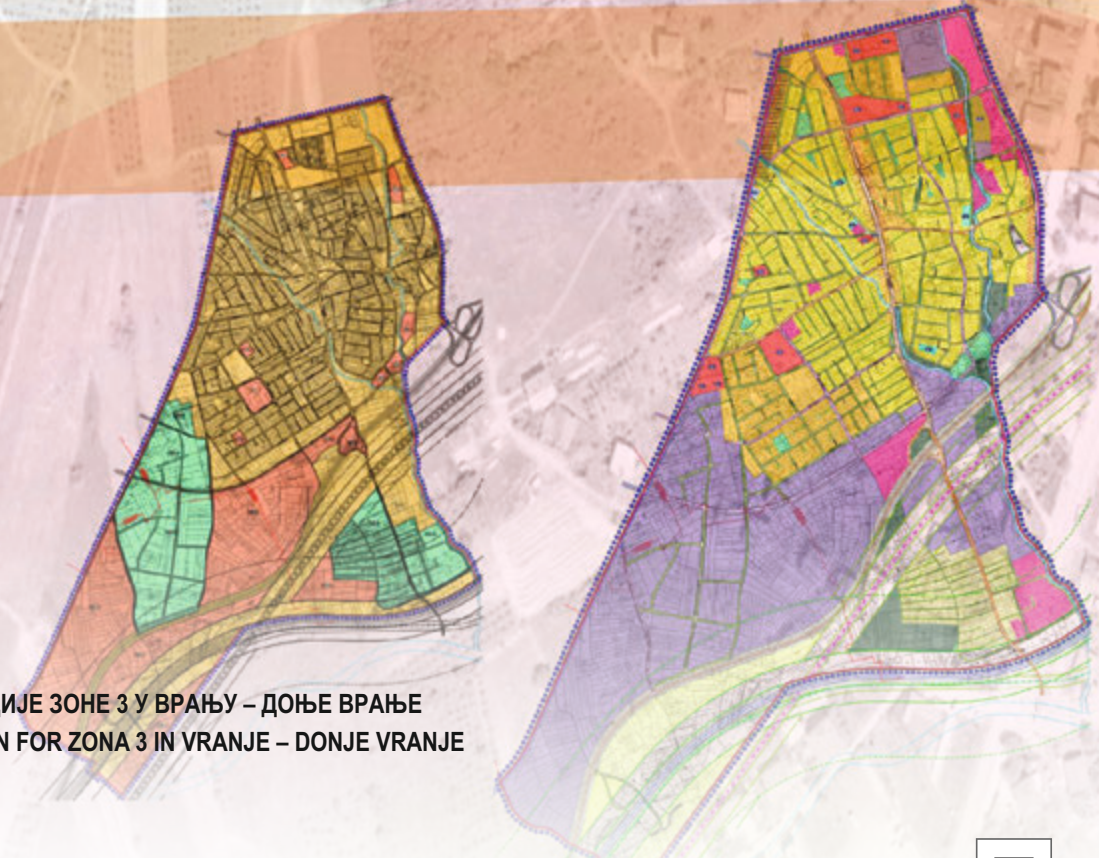 ИЈЕ ЗОНЕ 3 У ВРАЊУ – ДОЊЕ ВРАЊЕ
N FOR ZONA 3 IN VRANJE – DONJE VRANJE